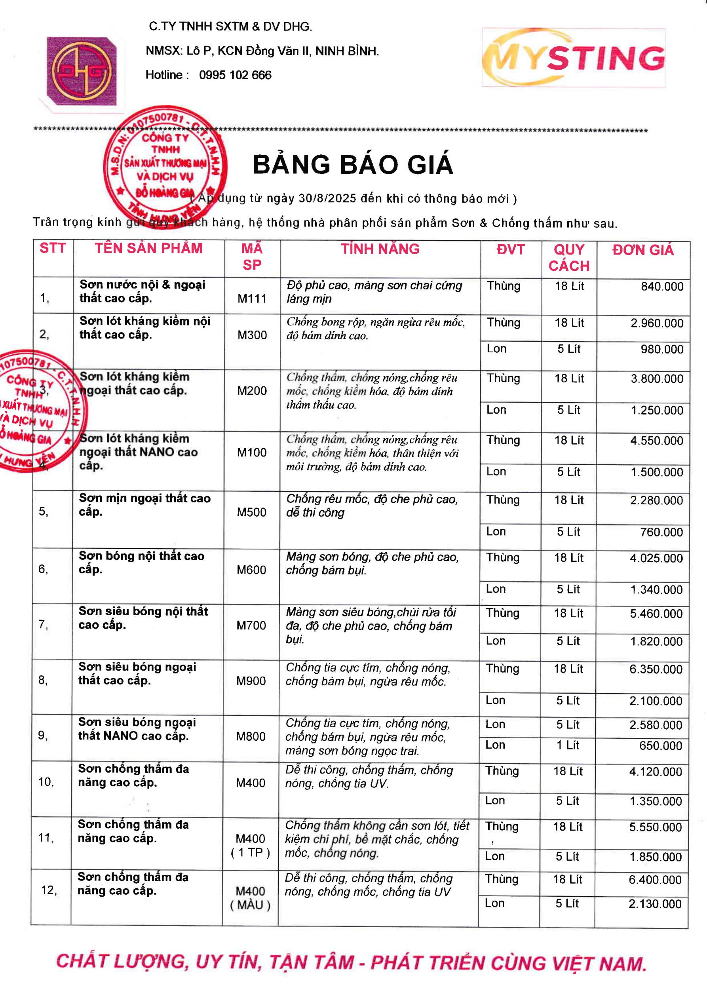 C.TY TNHH SXTM & DV DHG.
NMSX: Lô P, KCN Đồng Văn II, NINH BÌNH.
Hotline : 0995 102 666
DHG
MYSTING
****************************************************************
M.S.D.N: 0107500781 - C.T.T.N.H.H
CÔNG TY
TNHH
SẢN XUẤT THƯƠNG MẠI
VÀ DỊCH VỤ
ĐỖ HOÀNG GIA
TỈNH HƯNG YÊN
BẢNG BÁO GIÁ
( Áp dụng từ ngày 30/8/2025 đến khi có thông báo mới )
Trân trọng kính gửi quý khách hàng, hệ thống nhà phân phối sản phẩm Sơn & Chống thấm như sau.
STT TÊN SẢN PHẨM MÃ TÍNH NĂNG ĐVT QUY ĐƠN GIÁ
SP CÁCH
Sơn nước nội & ngoại Độ phủ cao, màng sơn chai cứng Thùng 18 Lít 840.000
1, thất cao cấp. M111 láng mịn
Sơn lót kháng kiềm nội Chống bong rộp, ngăn ngừa rêu mốc, Thùng 18 Lít 2.960.000
2, thất cao cấp. M300 độ bám dính cao.
Lon 5 Lít 980.000
107500781 - C.T.T.N.H.H
CÔNG TY
TNHH
XUẤT THƯƠNG MẠI
VÀ DỊCH VỤ
Ỗ HOÀNG GIA
HƯNG YÊN
Sơn lót kháng kiềm Chống thấm, chống nóng,chống rêu Thùng 18 Lít 3.800.000
3, ngoại thất cao cấp. M200 mốc, chống kiềm hóa, độ bám dính
thẩm thấu cao.
Lon 5 Lít 1.250.000
Sơn lót kháng kiềm Chống thấm, chống nóng,chống rêu Thùng 18 Lít 4.550.000
ngoại thất NANO cao M100 mốc, chống kiềm hóa, thân thiện với
4, cấp. môi trường, độ bám dính cao. Lon 5 Lít 1.500.000
Sơn mịn ngoại thất cao Chống rêu mốc, độ che phủ cao, Thùng 18 Lít 2.280.000
5, cấp. M500 dễ thi công
Lon 5 Lít 760.000
Sơn bóng nội thất cao Màng sơn bóng, độ che phủ cao, Thùng 18 Lít 4.025.000
6, cấp. M600 chống bám bụi.
Lon 5 Lít 1.340.000
Sơn siêu bóng nội thất Màng sơn siêu bóng,chùi rửa tối Thùng 18 Lít 5.460.000
7, cao cấp. M700 đa, độ che phủ cao, chống bám
bụi. Lon 5 Lít 1.820.000
Sơn siêu bóng ngoại Chống tia cực tím, chống nóng, Thùng 18 Lít 6.350.000
8, thất cao cấp. M900 chống bám bụi, ngừa rêu mốc.
Lon 5 Lít 2.100.000
Sơn siêu bóng ngoại Chống tia cực tím, chống nóng, Lon 5 Lít 2.580.000
9, thất NANO cao cấp. M800 chống bám bụi, ngừa rêu mốc,
màng sơn bóng ngọc trai. Lon 1 Lít 650.000
Sơn chống thấm đa Dễ thi công, chống thấm, chống Thùng 18 Lít 4.120.000
10, năng cao cấp. M400 nóng, chống tia UV.
Lon 5 Lít 1.350.000
Sơn chống thấm đa Chống thấm không cần sơn lót, tiết Thùng 18 Lít 5.550.000
11, năng cao cấp. M400 kiệm chi phí, bề mặt chắc, chống
( 1 TP ) mốc, chống nóng. Lon 5 Lít 1.850.000
Sơn chống thấm đa Dễ thi công, chống thấm, chống Thùng 18 Lít 6.400.000
12, năng cao cấp. M400 nóng, chống mốc, chống tia UV
( MÀU ) Lon 5 Lít 2.130.000
CHẤT LƯỢNG, UY TÍN, TẬN TÂM - PHÁT TRIỂN CÙNG VIỆT NAM.